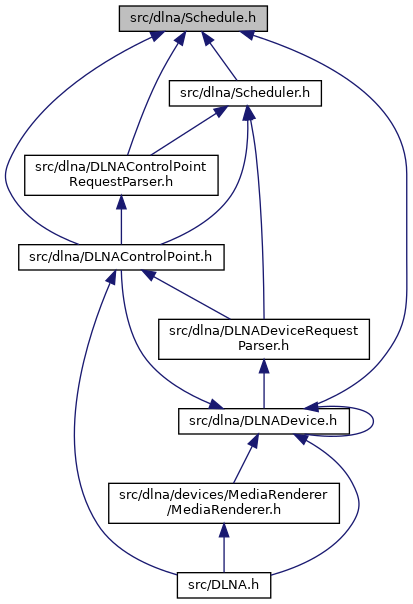 src/dlna/Schedule.h
src/dlna/Scheduler.h
src/dlna/DLNAControlPoint
RequestParser.h
src/dlna/DLNAControlPoint.h
src/dlna/DLNADeviceRequest
Parser.h
src/dlna/DLNADevice.h
src/dlna/devices/MediaRenderer
/MediaRenderer.h
src/DLNA.h